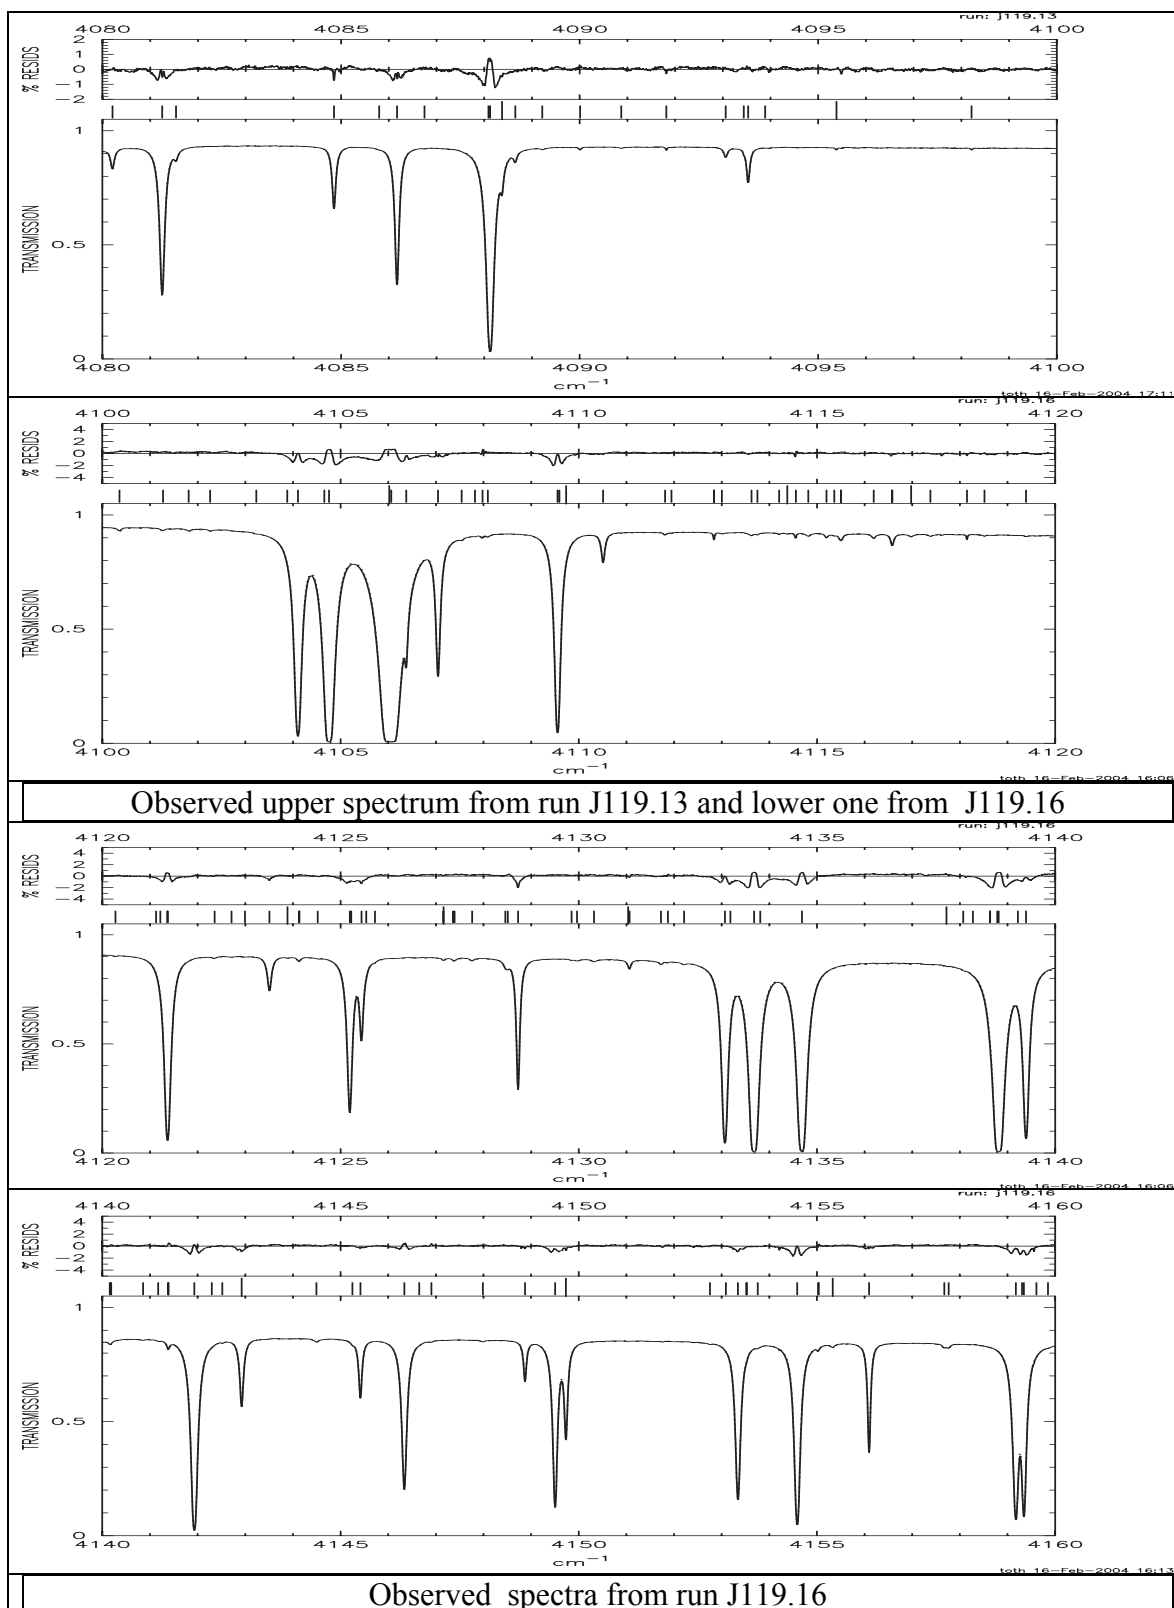 run: j119.13
4080 4085 4090 4095 4100
% RESIDS
2
1
0
−1
−2
TRANSMISSION
1
0.5
0
4080 4085 4090 4095 4100
cm−1
toth 16−Feb−2004 17:11
run: j119.16
4100 4105 4110 4115 4120
% RESIDS
4
2
0
−2
−4
TRANSMISSION
1
0.5
0
4100 4105 4110 4115 4120
cm−1
toth 16−Feb−2004 16:06
Observed upper spectrum from run J119.13 and lower one from J119.16
run: j119.16
4120 4125 4130 4135 4140
% RESIDS
4
2
0
−2
−4
TRANSMISSION
1
0.5
0
4120 4125 4130 4135 4140
cm−1
toth 16−Feb−2004 16:06
run: j119.16
4140 4145 4150 4155 4160
% RESIDS
4
2
0
−2
−4
TRANSMISSION
1
0.5
0
4140 4145 4150 4155 4160
cm−1
toth 16−Feb−2004 16:13
Observed spectra from run J119.16